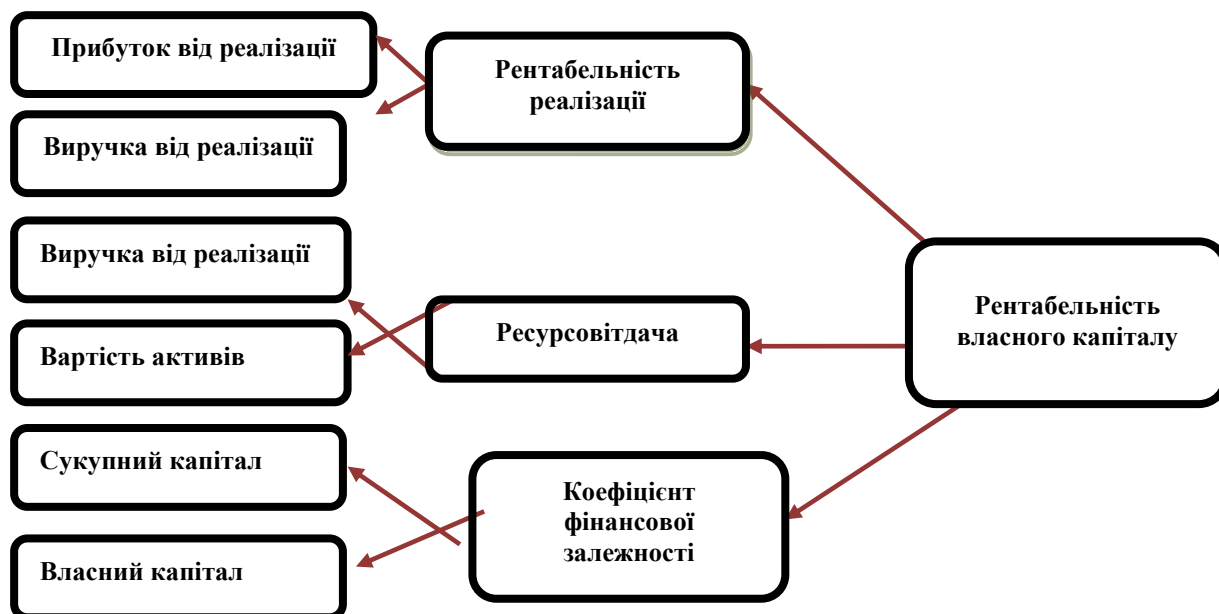 Прибуток від реалізації
Виручка від реалізації
Виручка від реалізації
Вартість активів
Сукупний капітал
Власний капітал
Рентабельність
реалізації
Ресурсовітдача
Коефіцієнт
фінансової
залежності
Рентабельність
власного капіталу